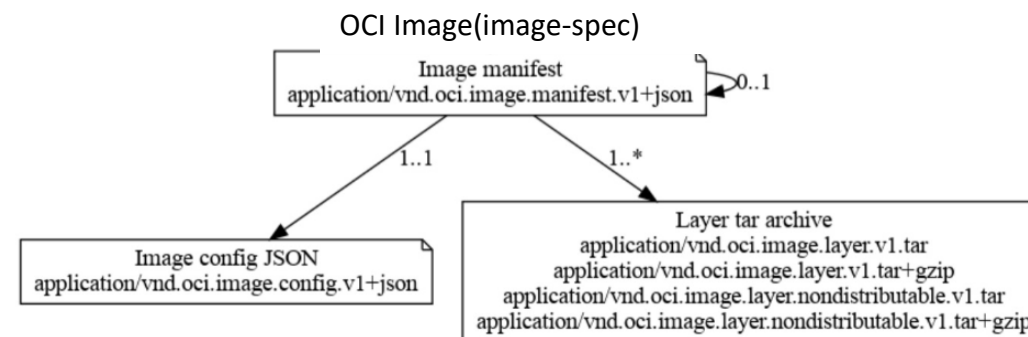 OCI Image(image-spec)
Image manifest
application/vnd.oci.image.manifest.v1+json
0..1
1..1
1..*
Image config JSON
application/vnd.oci.image.config.v1+json
Layer tar archive
application/vnd.oci.image.layer.v1.tar
application/vnd.oci.image.layer.v1.tar+gzip
application/vnd.oci.image.layer.nondistributable.v1.tar
application/vnd.oci.image.layer.nondistributable.v1.tar+gzip